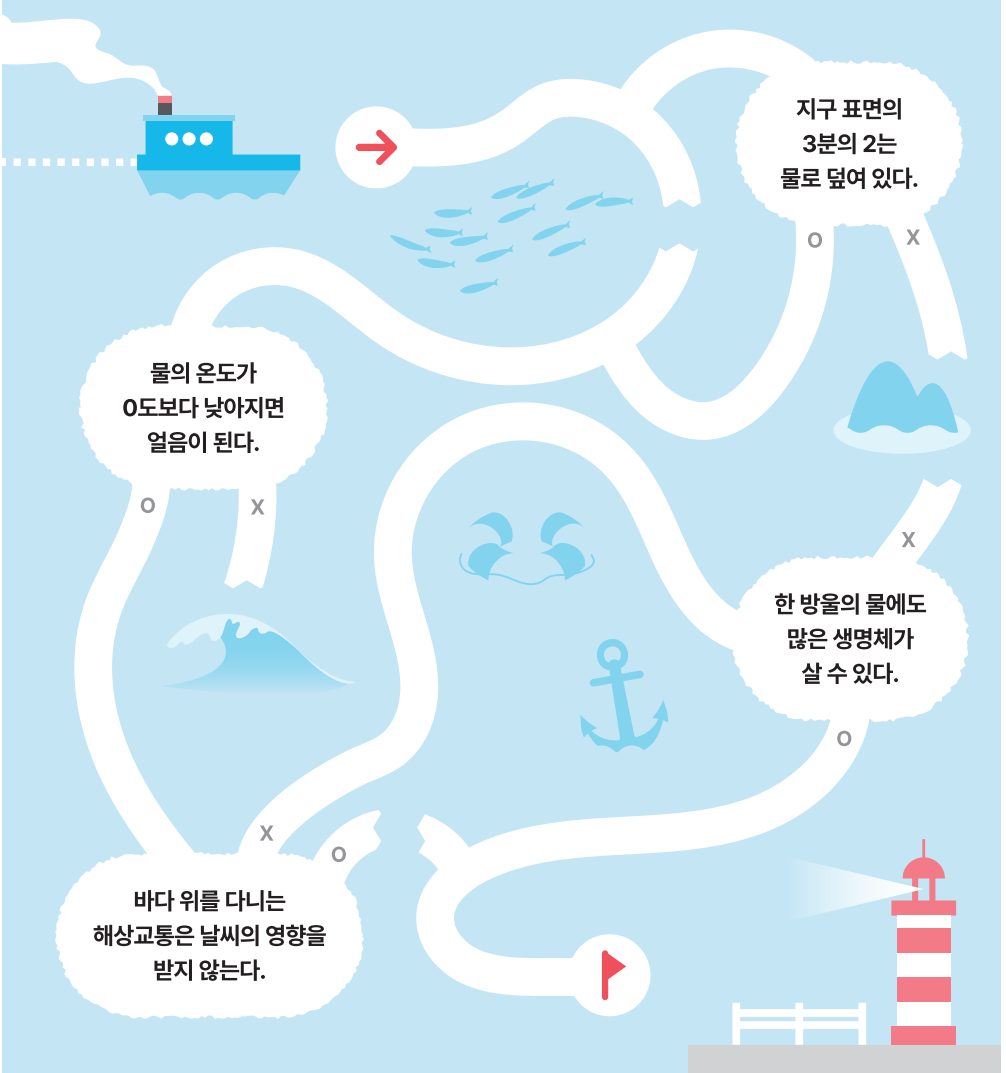 지구 표면의
3분의 2는
물로 덮여 있다.
O
X
물의 온도가
0도보다 낮아지면
얼음이 된다.
O
X
한 방울의 물에도
많은 생명체가
살 수 있다.
X
O
바다 위를 다니는
해상교통은 날씨의 영향을
받지 않는다.
X
O